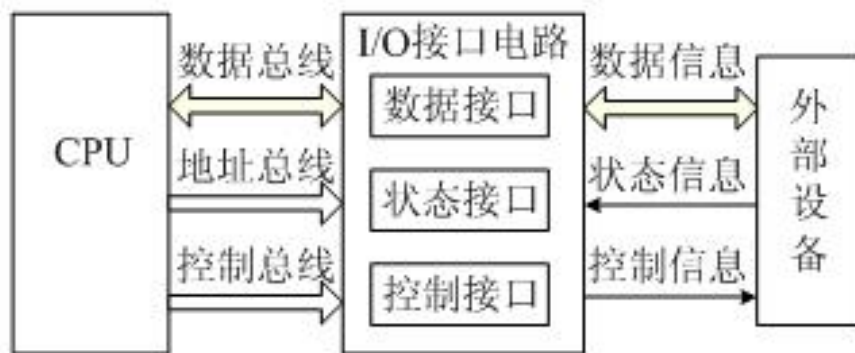 CPU
数据总线
地址总线
控制总线
I/O接口电路
数据接口
状态接口
控制接口
数据信息
状态信息
控制信息
外部设备